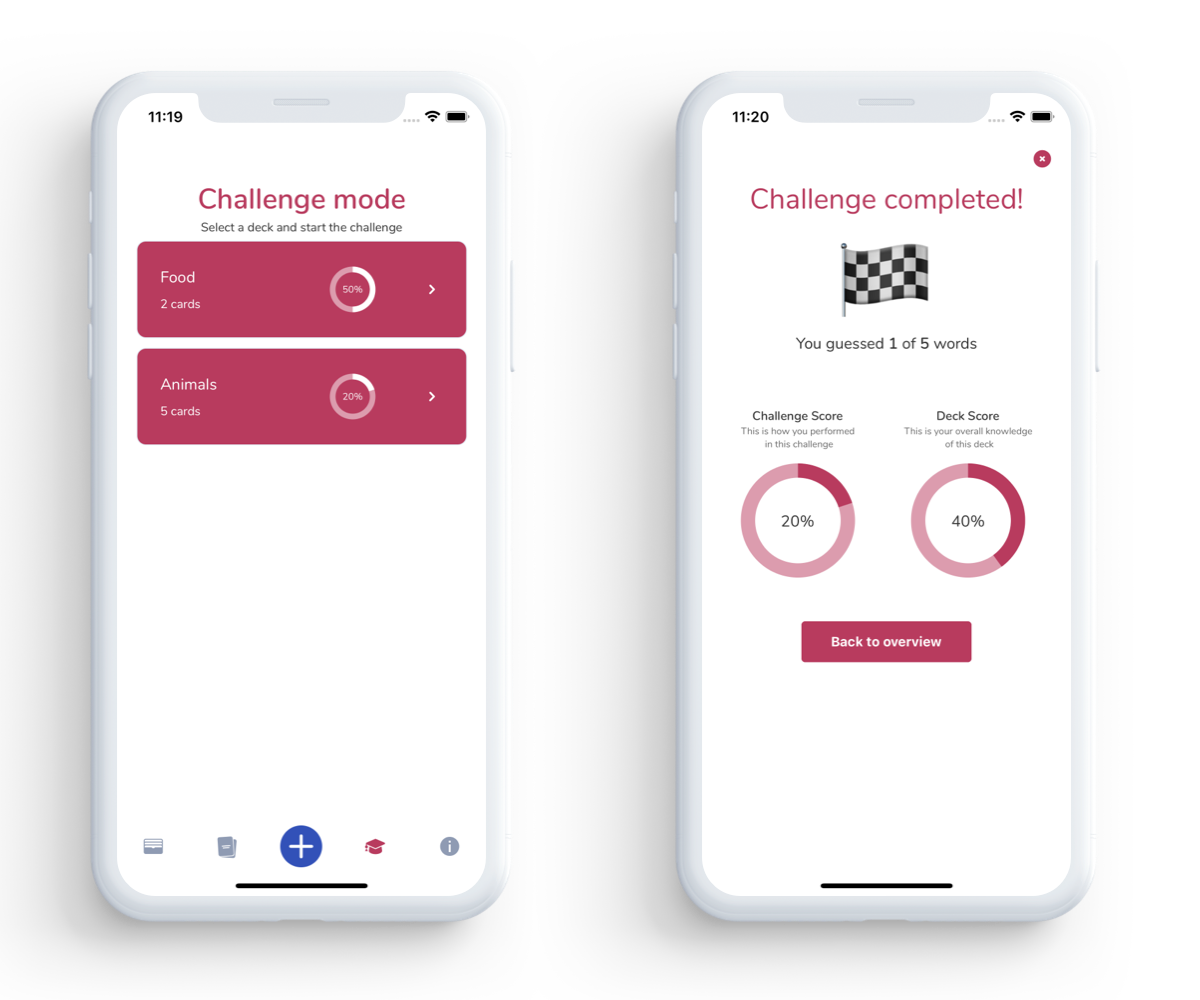 11:19
Challenge mode
Select a deck and start the challenge
Food
2 cards
50%
Animals
5 cards
20%
11:20
Challenge completed!
You guessed 1 of 5 words
Challenge Score
This is how you performed
in this challenge
20%
Deck Score
This is your overall knowledge
of this deck
40%
Back to overview